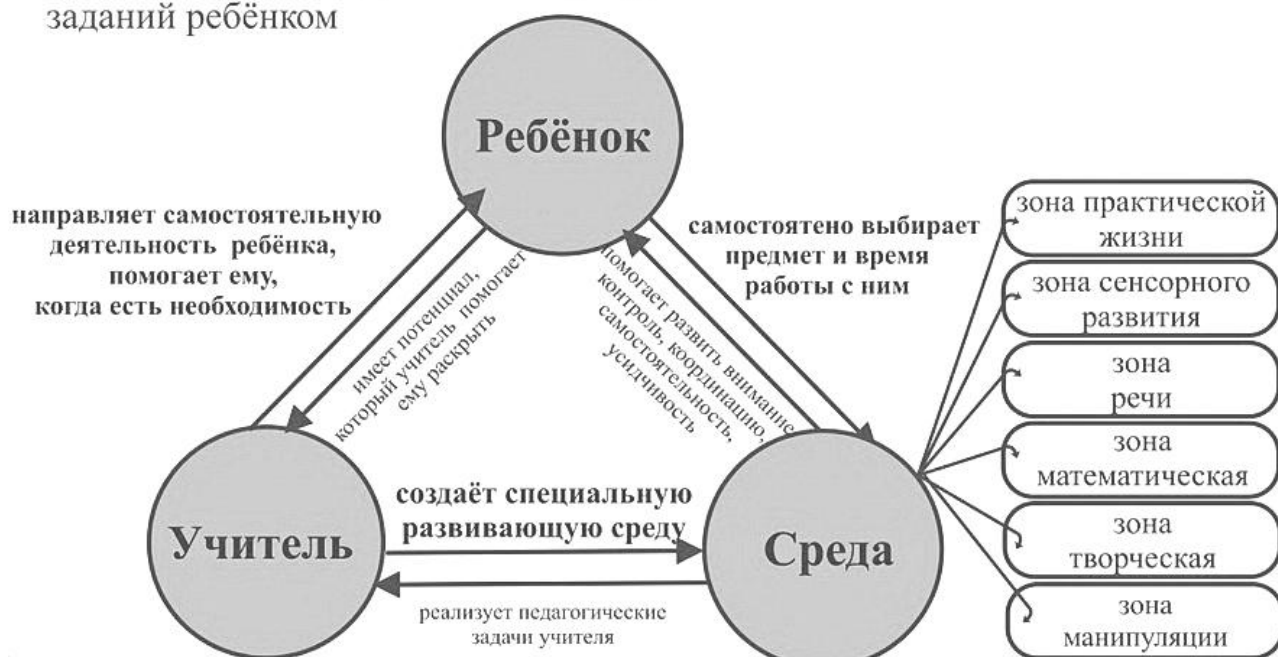 заданий ребёнком
Ребёнок
направляет самостоятельную
деятельность ребёнка,
помогает ему,
когда есть необходимость
имеет потенциал,
который учитель помогает
ему раскрыть
помогает развить внимание,
контроль, координацию,
самостоятельность,
усидчивость
самостоятено выбирает
предмет и время
работы с ним
Учитель
создаёт специальную
развивающую среду
реализует педагогические
задачи учителя
Среда
зона практической
жизни
зона сенсорного
развития
зона
речи
зона
математическая
зона
творческая
зона
манипуляции